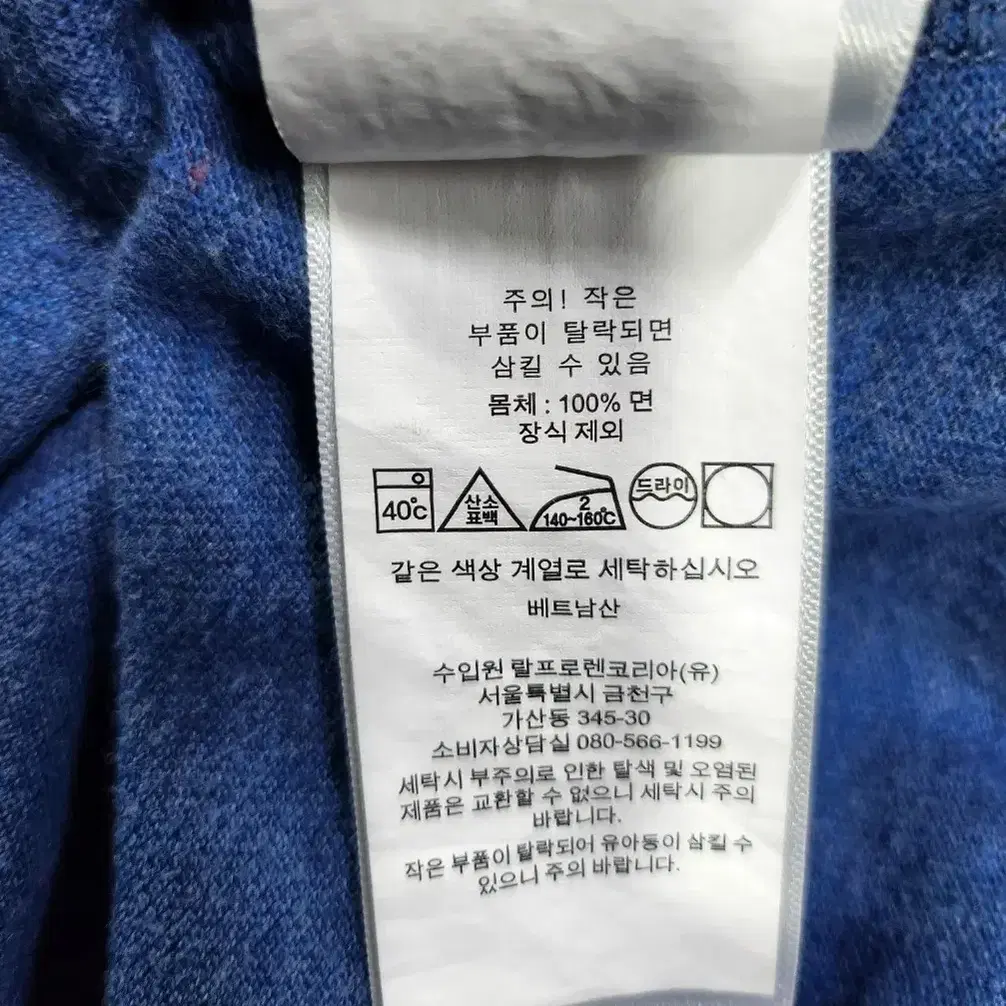 주의! 작은
부품이 탈락되면
삼킬 수 있음
몸체 : 100% 면
장식 제외
40℃
산소
표백
2
140~160℃
드라이
같은 색상 계열로 세탁하십시오
베트남산
수입원 랄프로렌코리아(유)
서울특별시 금천구
가산동 345-30
소비자상담실 080-566-1199
세탁시 부주의로 인한 탈색 및 오염된
제품은 교환할 수 없으니 세탁시 주의
바랍니다.
작은 부품이 탈락되어 유아등이 삼킬 수
있으니 주의 바랍니다.